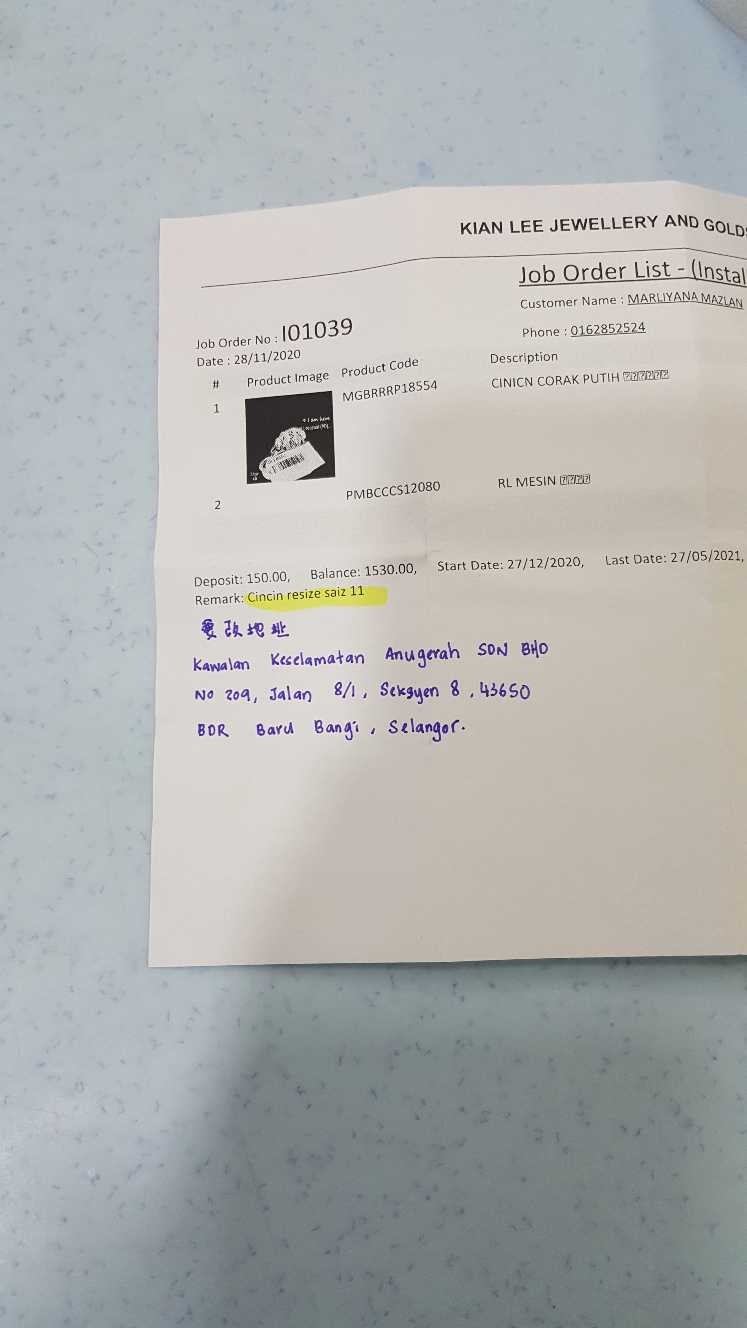 KIAN LEE JEWELLERY AND GOLDS
Job Order List - (Instal
Customer Name : MARLIYANA MAZLAN
Job Order No : I01039
Phone : 0162852524
Date : 28/11/2020
# Product Image Product Code Description
1 MGBRRRP18554 CINICN CORAK PUTIH
2 PMBCCCS12080 RL MESIN
Deposit: 150.00, Balance: 1530.00, Start Date: 27/12/2020, Last Date: 27/05/2021,
Remark: Cincin resize saiz 11
要改地址
Kawalan Keselamatan Anugerah SDN BHD
No 209, Jalan 8/1, Seksyen 8, 43650
BDR Baru Bangi, Selangor.